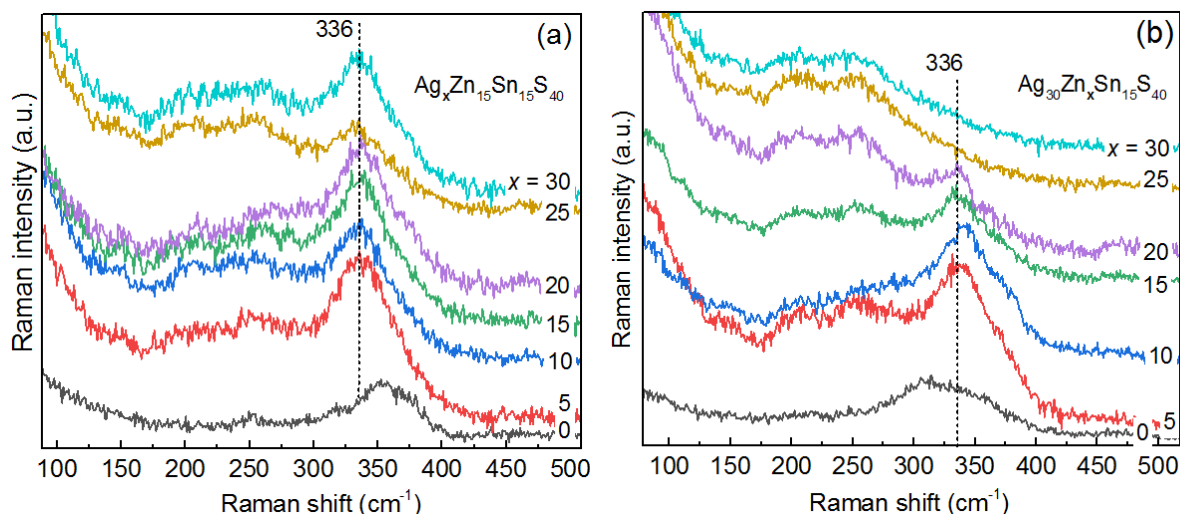 336
(a)
AgₓZn₁₅Sn₁₅S₄₀
x = 30
25
20
15
10
5
0
Raman intensity (a.u.)
100 150 200 250 300 350 400 450 500
Raman shift (cm⁻¹)
(b)
336
Ag₃₀ZnₓSn₁₅S₄₀
x = 30
25
20
15
10
5
0
Raman intensity (a.u.)
100 150 200 250 300 350 400 450 500
Raman shift (cm⁻¹)